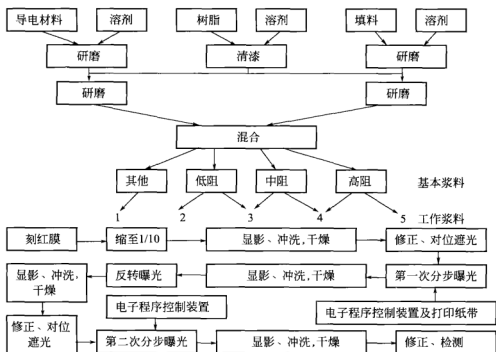 导电材料 溶剂 树脂 溶剂 填料 溶剂
研磨 清漆 研磨
研磨 研磨
混合
其他 低阻 中阻 高阻 基本浆料
1 2 3 4 5 工作浆料
刻红膜 缩至1/10 显影、冲洗,干燥 修正、对位遮光
显影、冲洗,
干燥
反转曝光 显影、冲洗,干燥 第一次分步曝光
电子程序控制装置 电子程序控制装置及打印纸带
修正、对位
遮光
第二次分步曝光 显影、冲洗,干燥 修正、检测